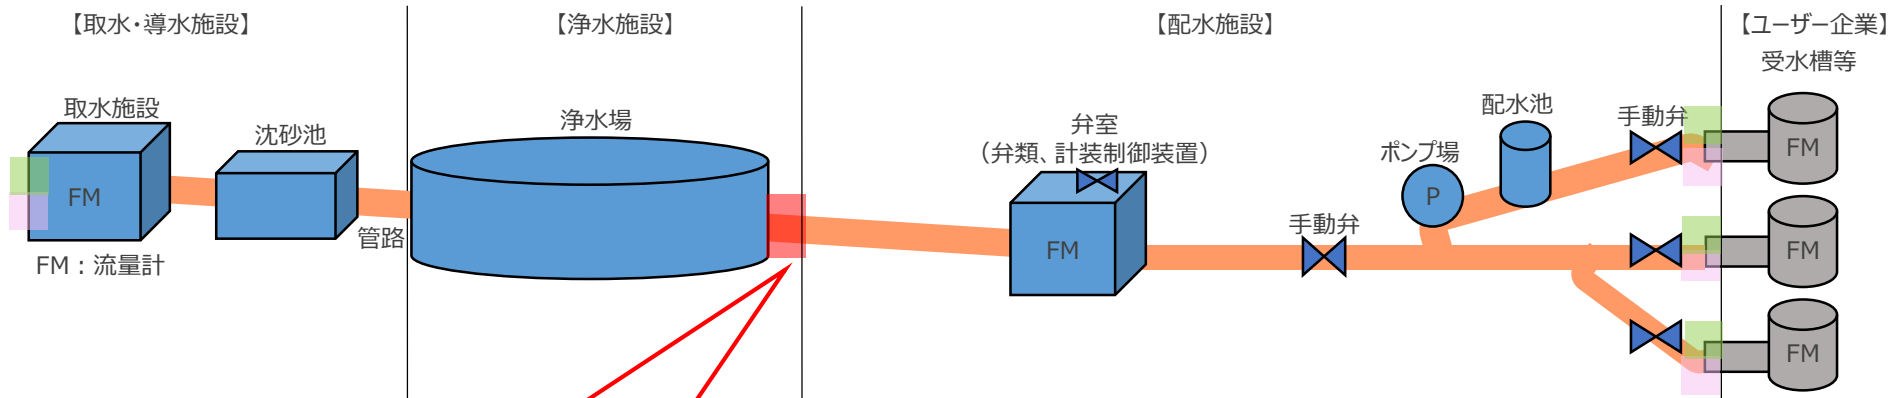 【取水・導水施設】
【浄水施設】
【配水施設】
【ユーザー企業】
受水槽等
取水施設
沈砂池
浄水場
弁室
（弁類、計装制御装置）
ポンプ場
配水池
手動弁
手動弁
管路
FM
FM
P
FM
FM
FM
FM：流量計